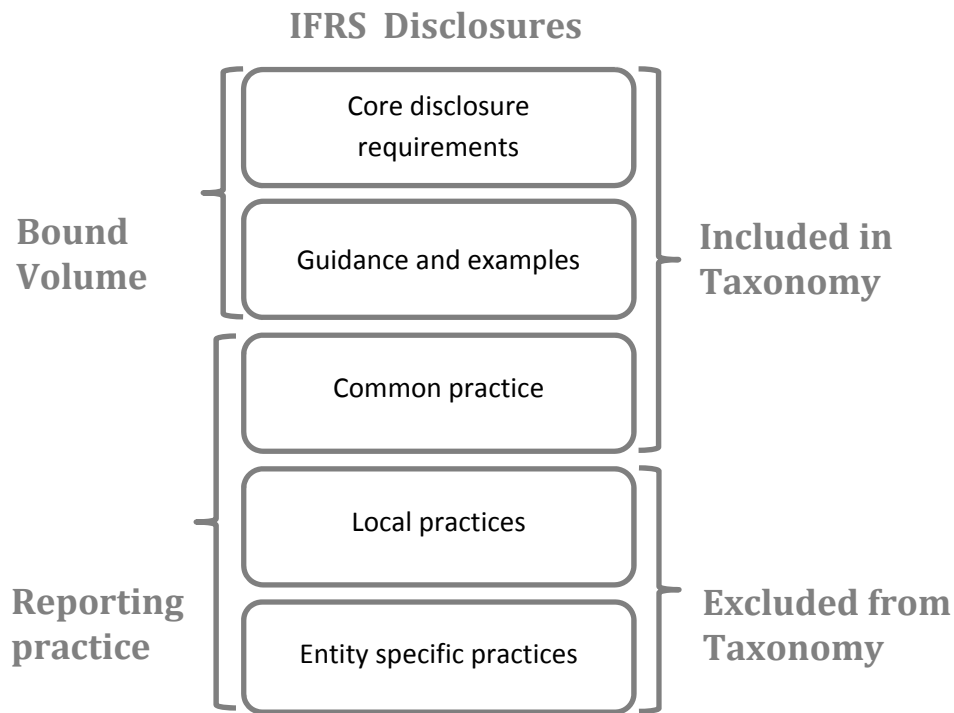 IFRS Disclosures
Core disclosure
requirements
Bound
Volume
Guidance and examples
Included in
Taxonomy
Common practice
Local practices
Reporting
practice
Entity specific practices
Excluded from
Taxonomy